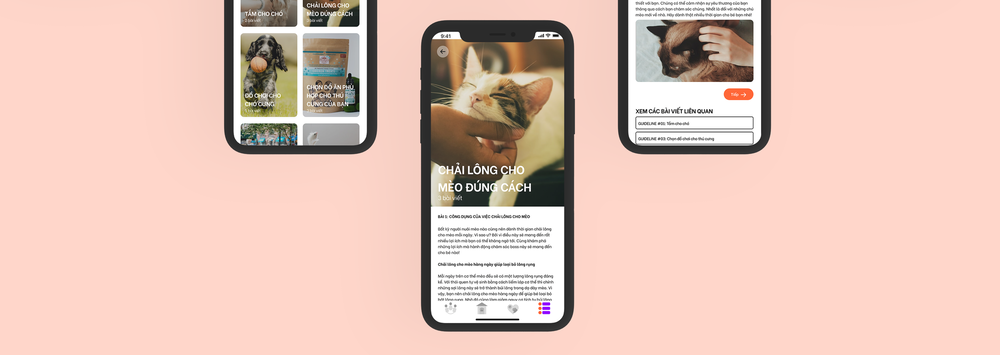 TẮM CHO CHÓ
3 bài viết
CHẢI LÔNG CHO
MÈO ĐÚNG CÁCH
ĐỒ CHƠI CHO
CHÓ CƯNG
CHỌN ĐỒ ĂN PHÙ
HỢP CHO THÚ
CƯNG CỦA BẠN
9:41
CHẢI LÔNG CHO
MÈO ĐÚNG CÁCH
3 bài viết
BÀI 1: CÔNG DỤNG CỦA VIỆC CHẢI LÔNG CHO MÈO
Bất kỳ người nuôi mèo nào cũng nên dành thời gian chải lông
cho mèo mỗi ngày. Vì sao ư? Bởi vì điều này sẽ mang đến rất
nhiều lợi ích mà bạn có thể không ngờ tới. Cùng khám phá
những lợi ích mà hành động chăm sóc boss này sẽ mang đến
cho bé nào!
Chải lông cho mèo hàng ngày giúp loại bỏ lông rụng
Mỗi ngày trên cơ thể mèo đều sẽ có một lượng lông rụng đáng
kể. Với thói quen tự vệ sinh bằng cách liếm láp cơ thể thì chính
những sợi lông này sẽ trở thành búi lông trong dạ dày mèo. Vì
vậy, bạn nên chải lông cho mèo hàng ngày để giúp bé loại bỏ
thiết với bạn. Chúng có thể cảm nhận sự yêu thương của bạn
thông qua cách bạn chăm sóc chúng. Nhất là đối với những chú
mèo mới về nhà. Hãy dành thật nhiều thời gian cho bé bạn nhé!
Tiếp
XEM CÁC BÀI VIẾT LIÊN QUAN
GUIDELINE #01: Tắm cho chó
GUIDELINE #03: Chọn đồ chơi cho thú cưng